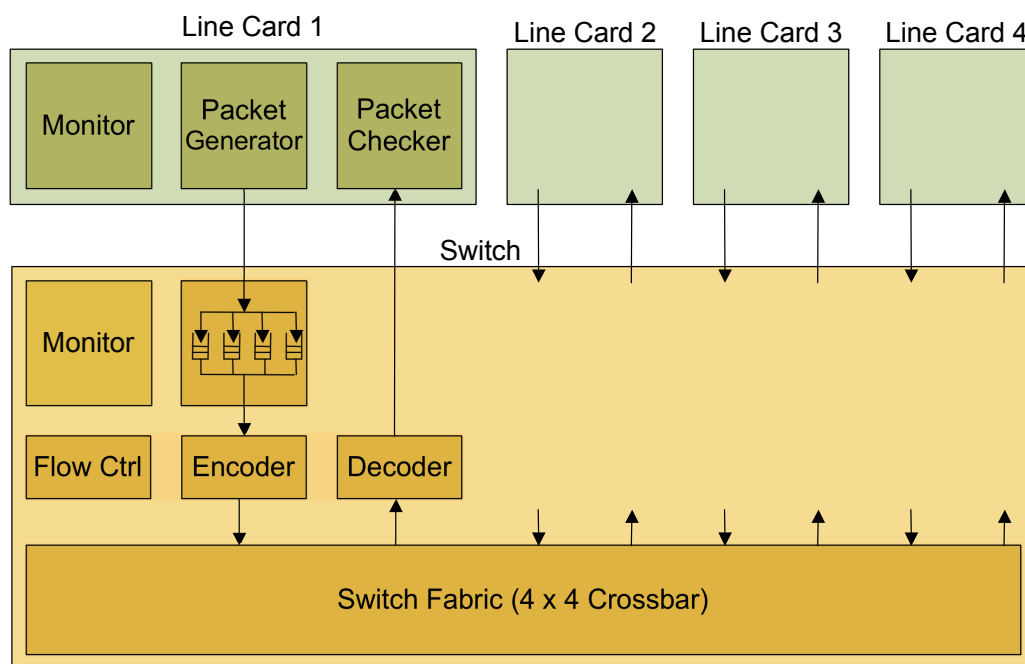 Line Card 1
Line Card 2
Line Card 3
Line Card 4
Monitor
Packet
Generator
Packet
Checker
Switch
Monitor
Flow Ctrl
Encoder
Decoder
Switch Fabric (4 x 4 Crossbar)